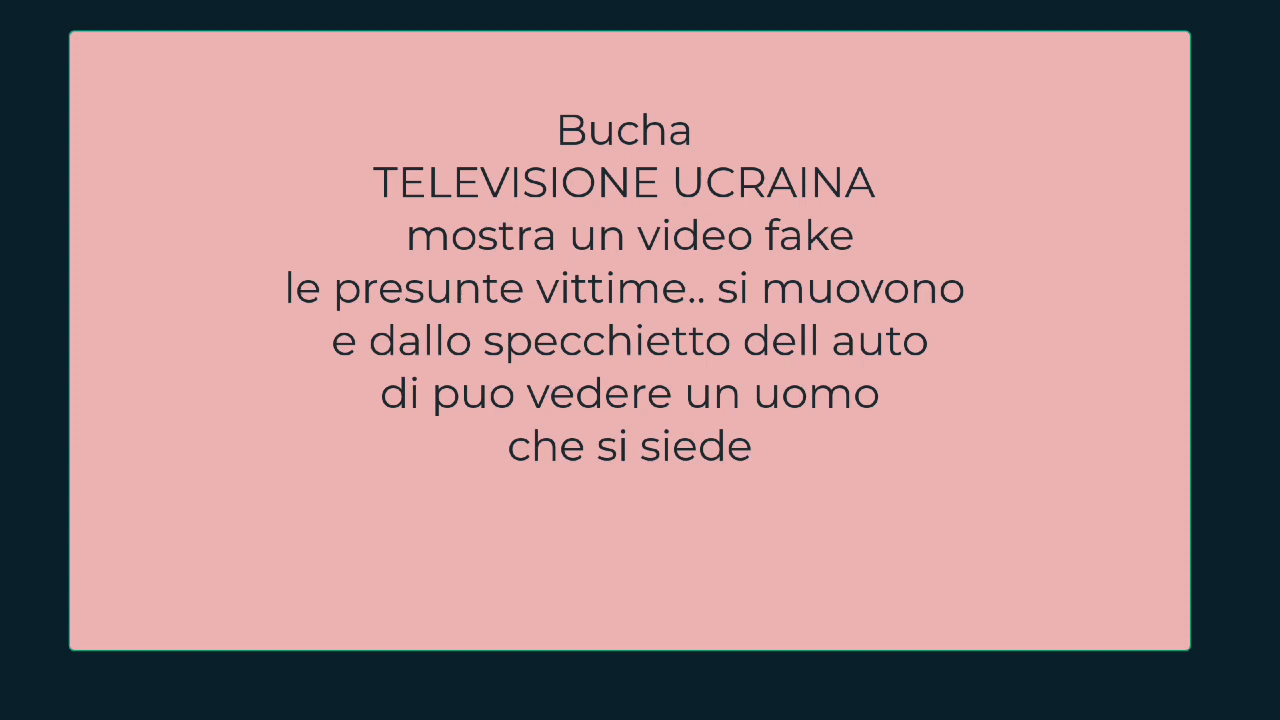 Bucha
TELEVISIONE UCRAINA
mostra un video fake
le presunte vittime.. si muovono
e dallo specchietto dell auto
di puo vedere un uomo
che si siede